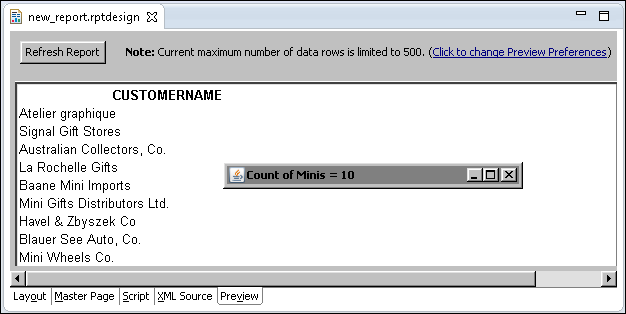 new_report.rptdesign
Refresh Report Note: Current maximum number of data rows is limited to 500. (Click to change Preview Preferences)
CUSTOMERNAME
Atelier graphique
Signal Gift Stores
Australian Collectors, Co.
La Rochelle Gifts
Count of Minis = 10
Baane Mini Imports
Mini Gifts Distributors Ltd.
Havel & Zbyszek Co
Blauer See Auto, Co.
Mini Wheels Co.
Layout Master Page Script XML Source Preview